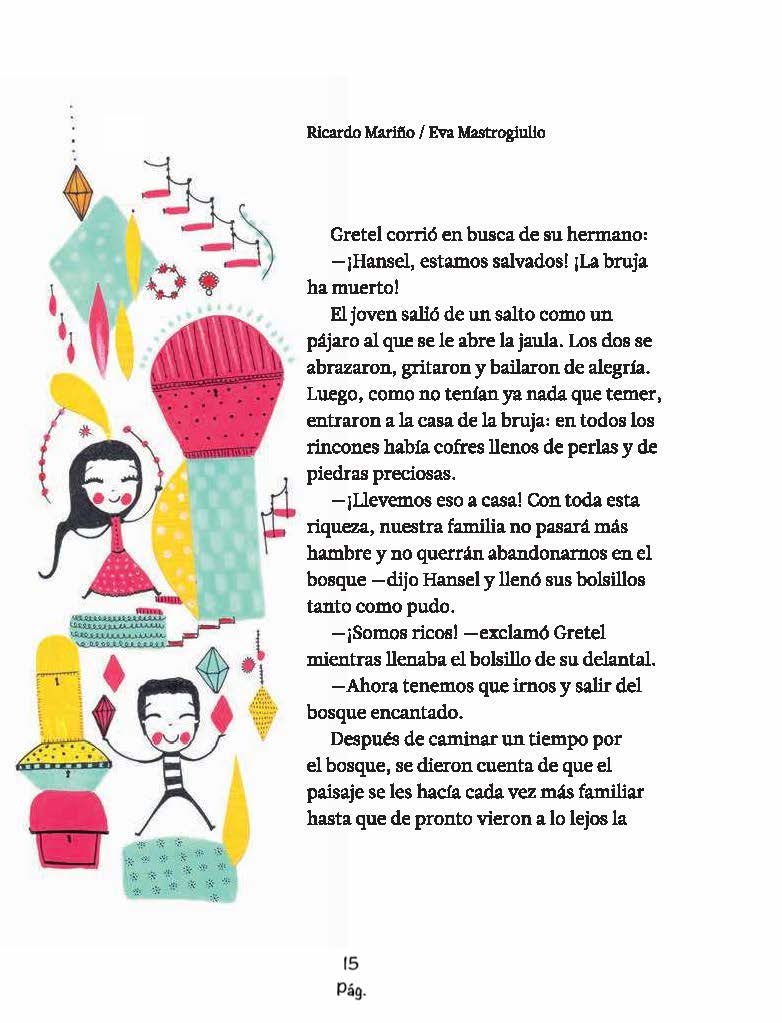 Ricardo Mariño / Eva Mastrogiulio
Gretel corrió en busca de su hermano:
—¡Hansel, estamos salvados! ¡La bruja
ha muerto!
El joven salió de un salto como un
pájaro al que se le abre la jaula. Los dos se
abrazaron, gritaron y bailaron de alegría.
Luego, como no tenían ya nada que temer,
entraron a la casa de la bruja: en todos los
rincones había cofres llenos de perlas y de
piedras preciosas.
—¡Llevemos eso a casa! Con toda esta
riqueza, nuestra familia no pasará más
hambre y no querrán abandonarnos en el
bosque —dijo Hansel y llenó sus bolsillos
tanto como pudo.
—¡Somos ricos! —exclamó Gretel
mientras llenaba el bolsillo de su delantal.
—Ahora tenemos que irnos y salir del
bosque encantado.
Después de caminar un tiempo por
el bosque, se dieron cuenta de que el
paisaje se les hacía cada vez más familiar
hasta que de pronto vieron a lo lejos la
15
Pág.